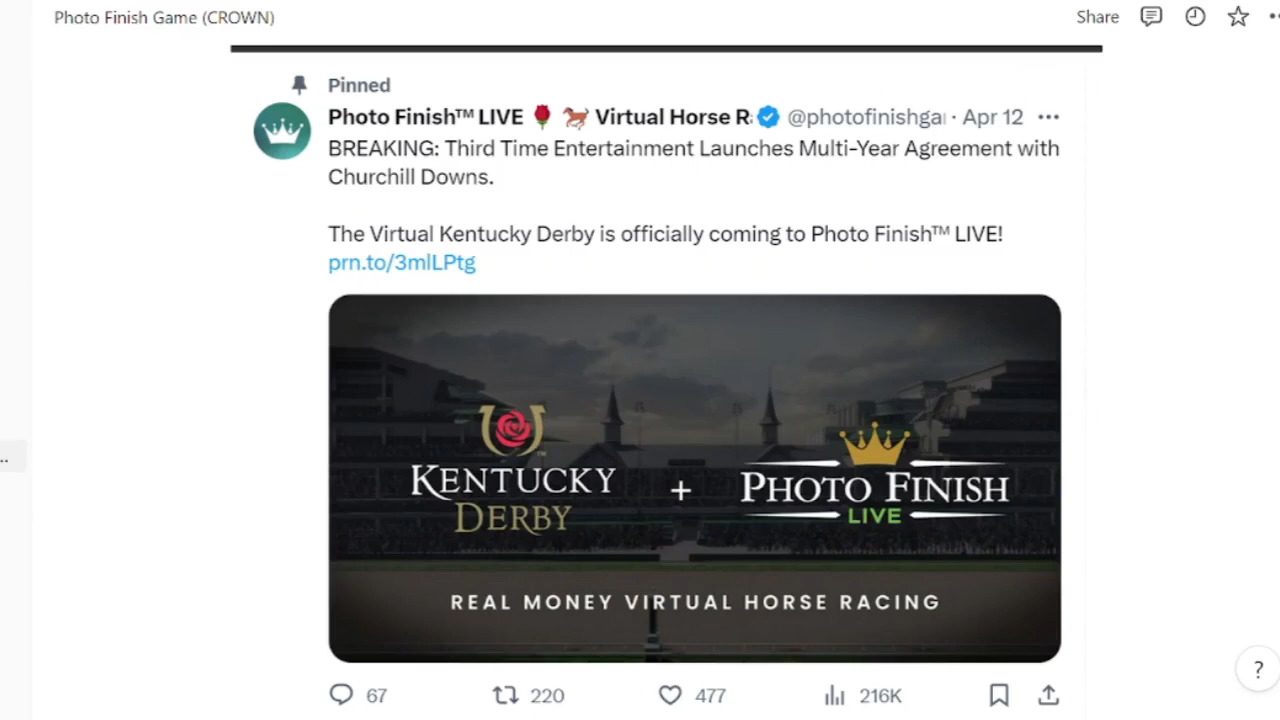 Photo Finish Game (CROWN)
Share
Pinned
Photo Finish™ LIVE 🌹 🐎 Virtual Horse R
@photofinishga · Apr 12
BREAKING: Third Time Entertainment Launches Multi-Year Agreement with
Churchill Downs.
The Virtual Kentucky Derby is officially coming to Photo Finish™ LIVE!
prn.to/3mlLPtg
KENTUCKY
DERBY
+
PHOTO FINISH
LIVE
REAL MONEY VIRTUAL HORSE RACING
67
220
477
216K
?